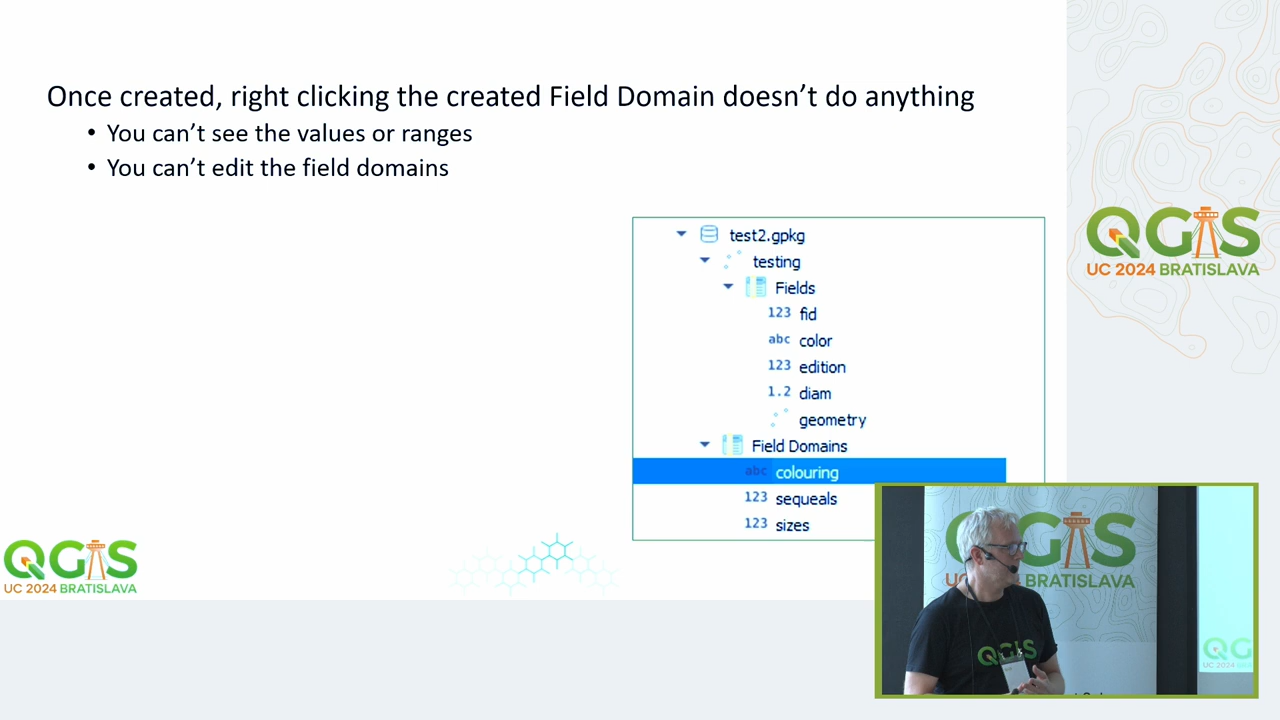 Once created, right clicking the created Field Domain doesn’t do anything
• You can’t see the values or ranges
• You can’t edit the field domains
test2.gpkg
testing
Fields
123 fid
abc color
123 edition
1.2 diam
geometry
Field Domains
abc colouring
123 sequeals
123 sizes
QGIS
UC 2024 BRATISLAVA
QGIS
UC 2024 BRATISLAVA
QGIS
BRATISLAVA
QGIS
QG
UC 2024